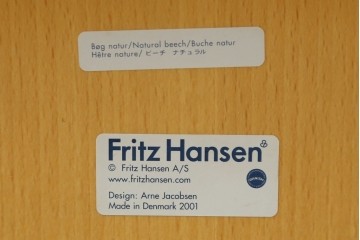 Bøg natur/Natural beech/Buche natur
Hêtre nature/ビーチ ナチュラル
Fritz Hansen
© Fritz Hansen A/S
www.fritzhansen.com
Design: Arne Jacobsen
Made in Denmark 2001